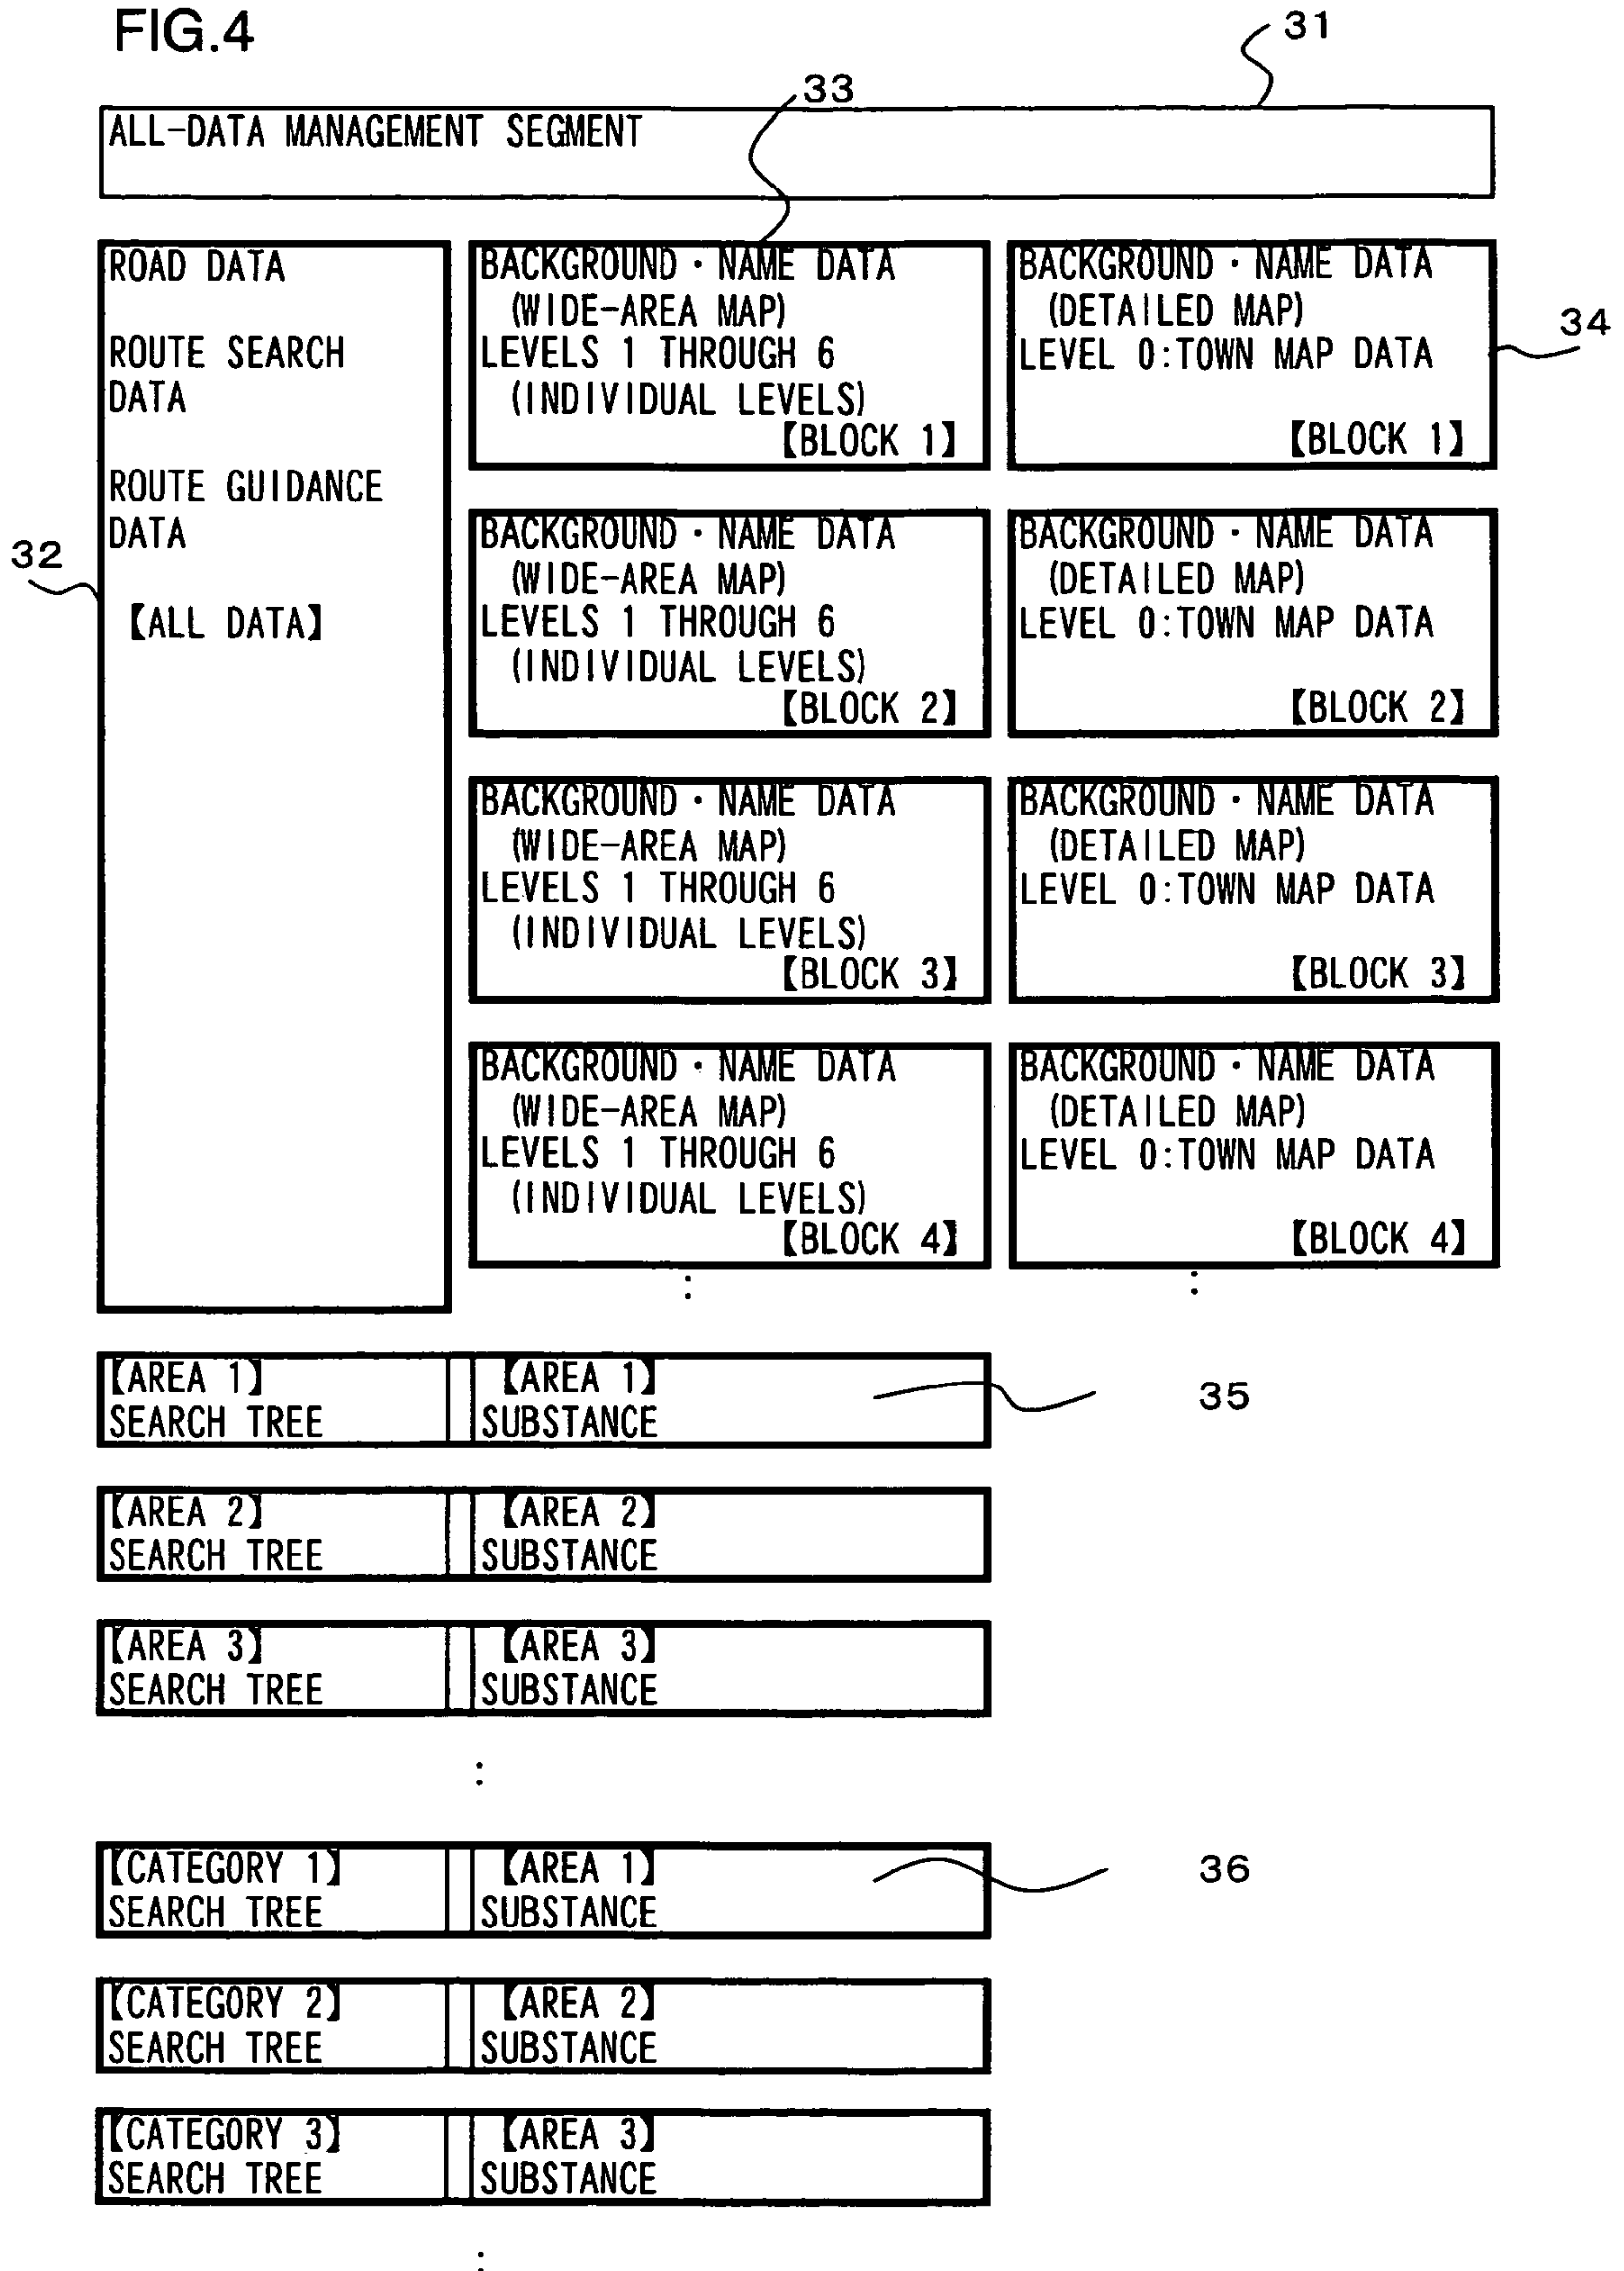 FIG.4
31
33
ALL-DATA MANAGEMENT SEGMENT
32
ROAD DATA
ROUTE SEARCH
DATA
ROUTE GUIDANCE
DATA
【ALL DATA】
BACKGROUND・NAME DATA
(WIDE-AREA MAP)
LEVELS 1 THROUGH 6
(INDIVIDUAL LEVELS)
【BLOCK 1】
BACKGROUND・NAME DATA
(DETAILED MAP)
LEVEL 0:TOWN MAP DATA
【BLOCK 1】
34
BACKGROUND・NAME DATA
(WIDE-AREA MAP)
LEVELS 1 THROUGH 6
(INDIVIDUAL LEVELS)
【BLOCK 2】
BACKGROUND・NAME DATA
(DETAILED MAP)
LEVEL 0:TOWN MAP DATA
【BLOCK 2】
BACKGROUND・NAME DATA
(WIDE-AREA MAP)
LEVELS 1 THROUGH 6
(INDIVIDUAL LEVELS)
【BLOCK 3】
BACKGROUND・NAME DATA
(DETAILED MAP)
LEVEL 0:TOWN MAP DATA
【BLOCK 3】
BACKGROUND・NAME DATA
(WIDE-AREA MAP)
LEVELS 1 THROUGH 6
(INDIVIDUAL LEVELS)
【BLOCK 4】
BACKGROUND・NAME DATA
(DETAILED MAP)
LEVEL 0:TOWN MAP DATA
【BLOCK 4】
:
:
【AREA 1】
SEARCH TREE
【AREA 1】
SUBSTANCE
35
【AREA 2】
SEARCH TREE
【AREA 2】
SUBSTANCE
【AREA 3】
SEARCH TREE
【AREA 3】
SUBSTANCE
:
【CATEGORY 1】
SEARCH TREE
【AREA 1】
SUBSTANCE
36
【CATEGORY 2】
SEARCH TREE
【AREA 2】
SUBSTANCE
【CATEGORY 3】
SEARCH TREE
【AREA 3】
SUBSTANCE
: